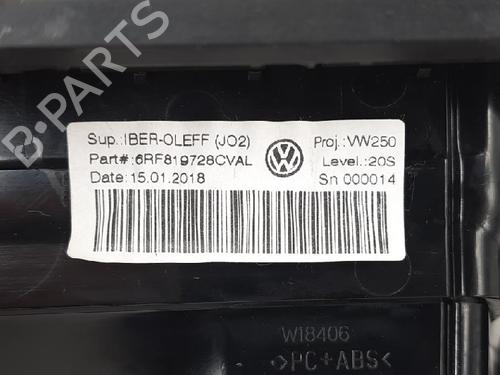 Sup.:IBER-OLEFF (JO2)
Part#:6RF819728CVAL
Date: 15.01.2018
Proj.:VW250
Level.:20S
Sn 000014
W18406
>PC+ABS<